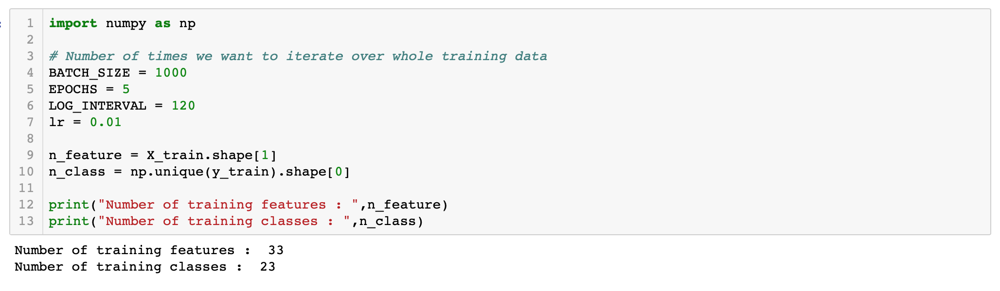 1 import numpy as np
2
3 # Number of times we want to iterate over whole training data
4 BATCH_SIZE = 1000
5 EPOCHS = 5
6 LOG_INTERVAL = 120
7 lr = 0.01
8
9 n_feature = X_train.shape[1]
10 n_class = np.unique(y_train).shape[0]
11
12 print("Number of training features : ",n_feature)
13 print("Number of training classes : ",n_class)
Number of training features :  33
Number of training classes :  23